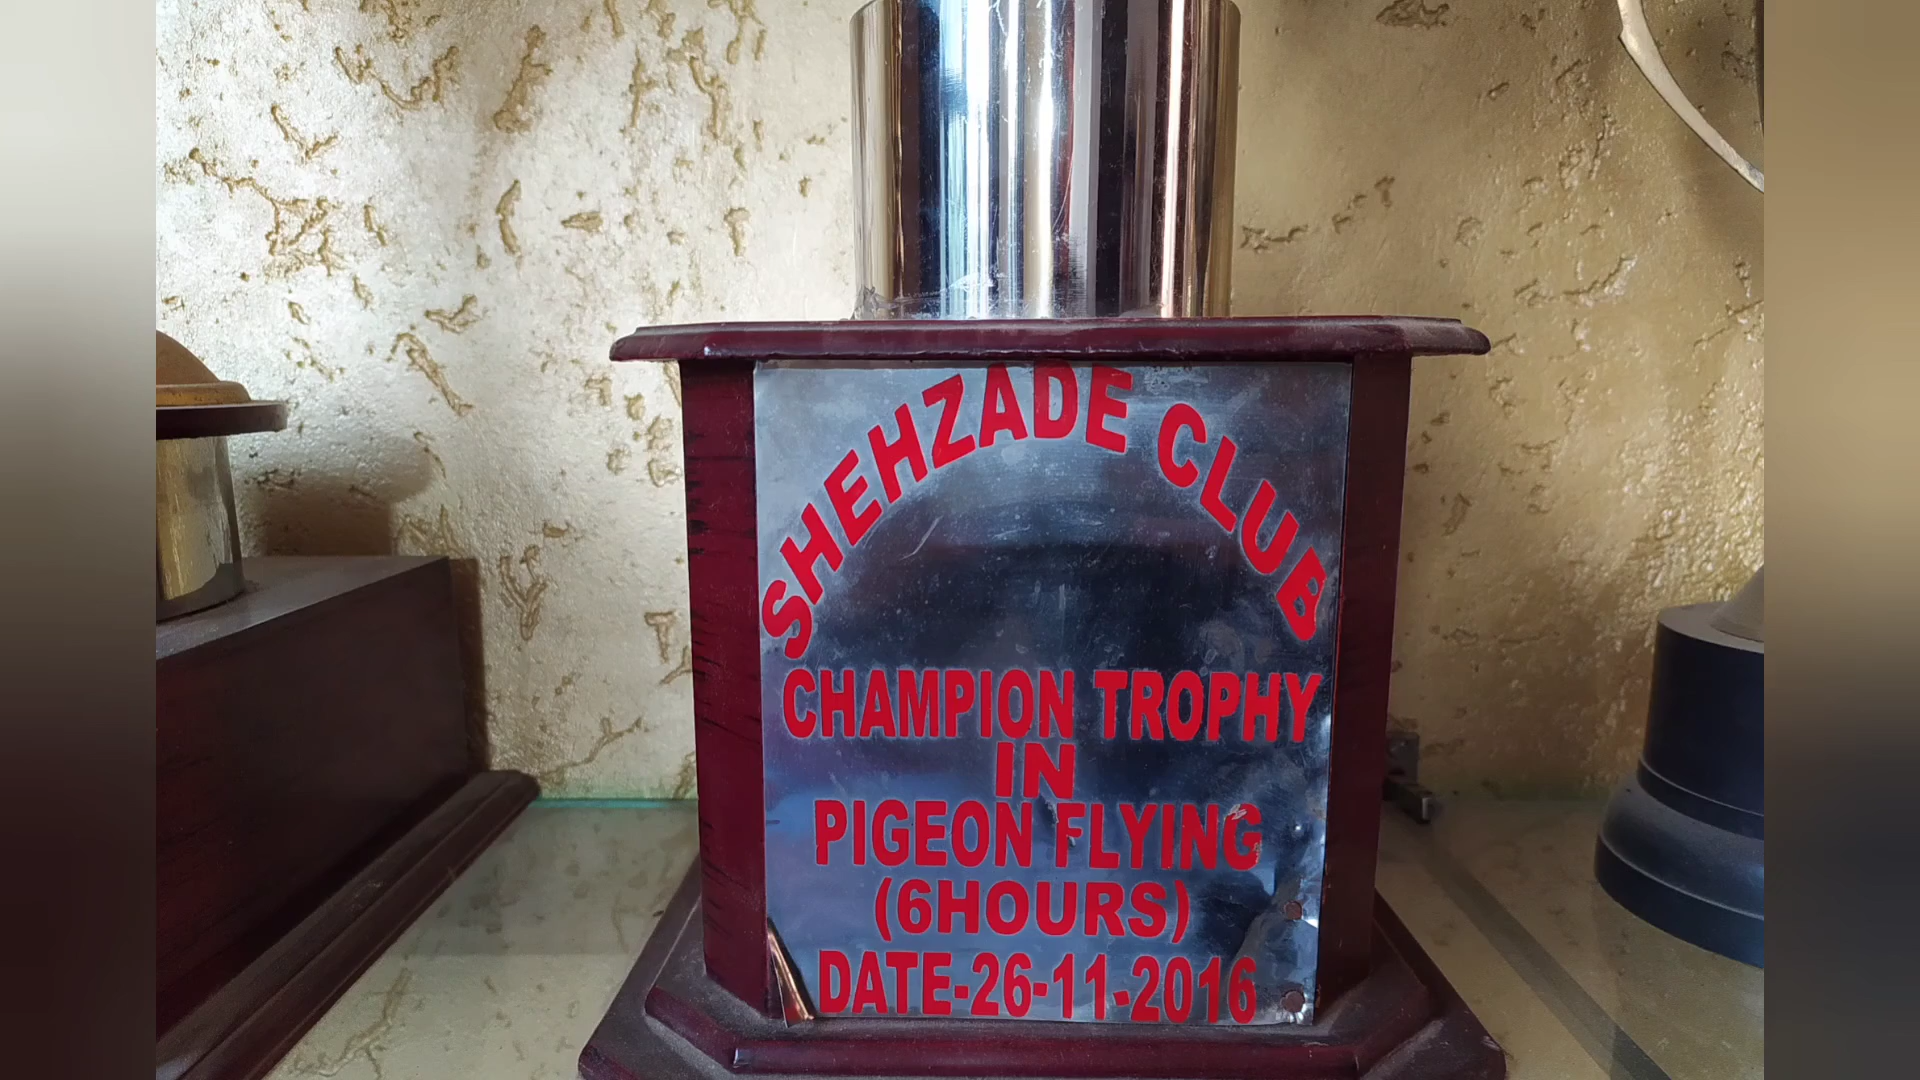 SHEHZADE CLUB
CHAMPION TROPHY
IN
PIGEON FLYING
(6HOURS)
DATE-26-11-2016